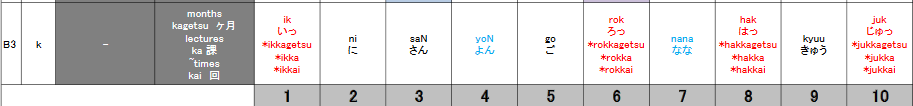 B3
k
-
months
kagetsu ヶ月
lectures
ka 課
~times
kai 回
ik
いっ
*ikkagetsu
*ikka
*ikkai
ni
に
saN
さん
yoN
よん
go
ご
rok
ろっ
*rokkagetsu
*rokka
*rokkai
nana
なな
hak
はっ
*hakkagetsu
*hakka
*hakkai
kyuu
きゅう
juk
じゅっ
*jukkagetsu
*jukka
*jukkai
1 2 3 4 5 6 7 8 9 10